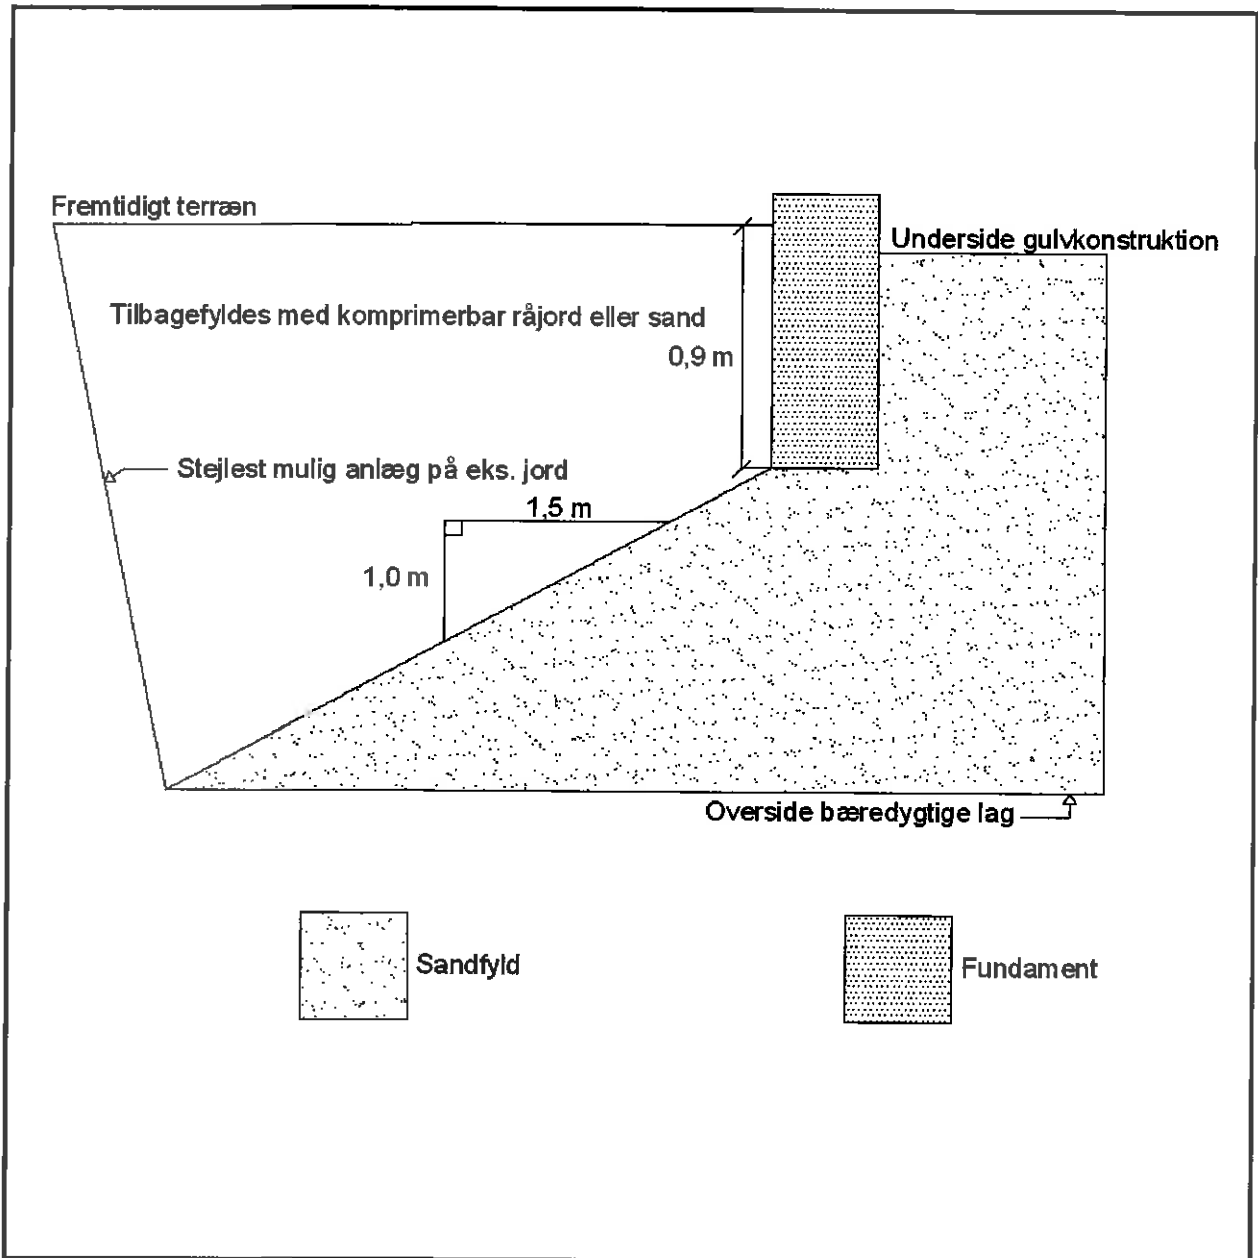 Fremtidigt terræn
Underside gulvkonstruktion
Tilbagefyldes med komprimerbar råjord eller sand
0,9 m
Stejlest mulig anlæg på eks. jord
1,5 m
1,0 m
Overside bæredygtige lag
Sandfyld
Fundament